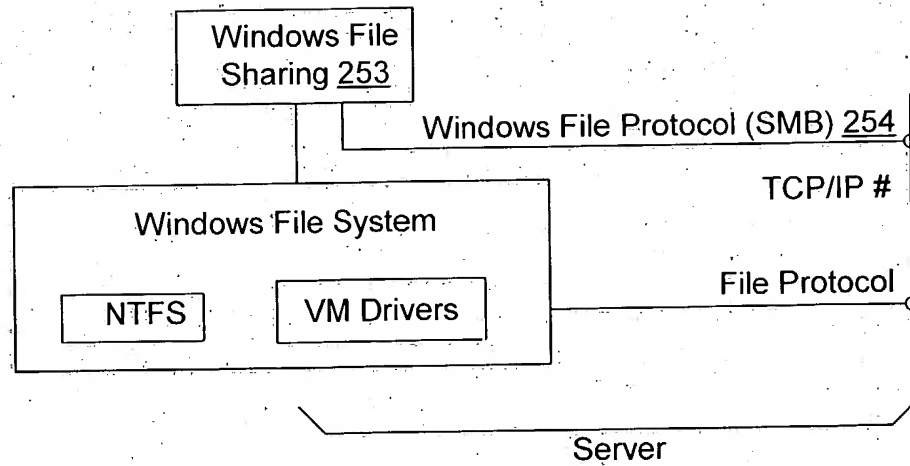 Windows File
Sharing 253
Windows File Protocol (SMB) 254
TCP/IP #
Windows File System
File Protocol
NTFS
VM Drivers
Server